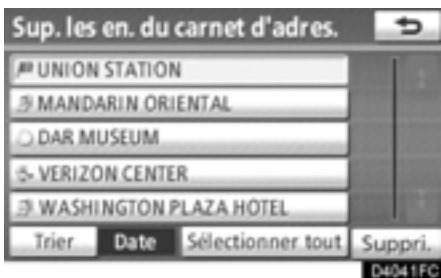 Sup. les en. du carnet d'adres.
UNION STATION
MANDARIN ORIENTAL
DAR MUSEUM
VERIZON CENTER
WASHINGTON PLAZA HOTEL
Trier Date Sélectionner tout Suppri.
D4041FC